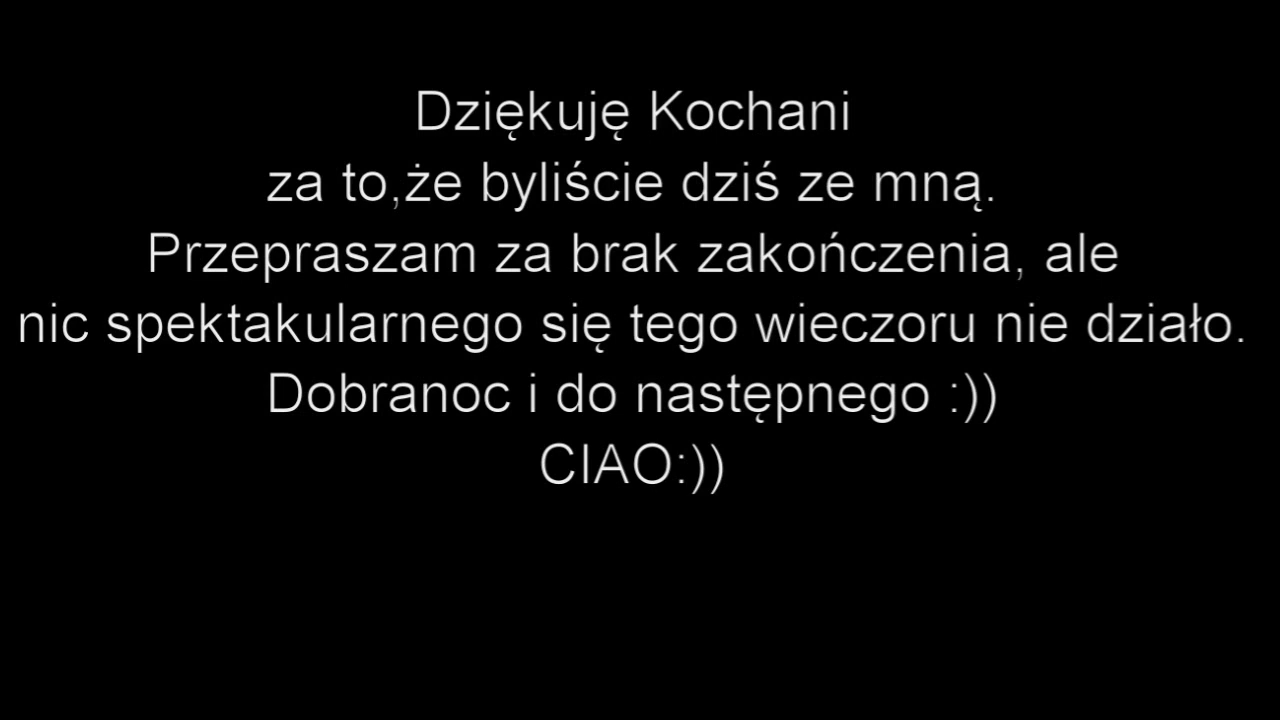 Dziękuję Kochani
za to,że byliście dziś ze mną.
Przepraszam za brak zakończenia, ale
nic spektakularnego się tego wieczoru nie działo.
Dobranoc i do następnego :))
CIAO:))